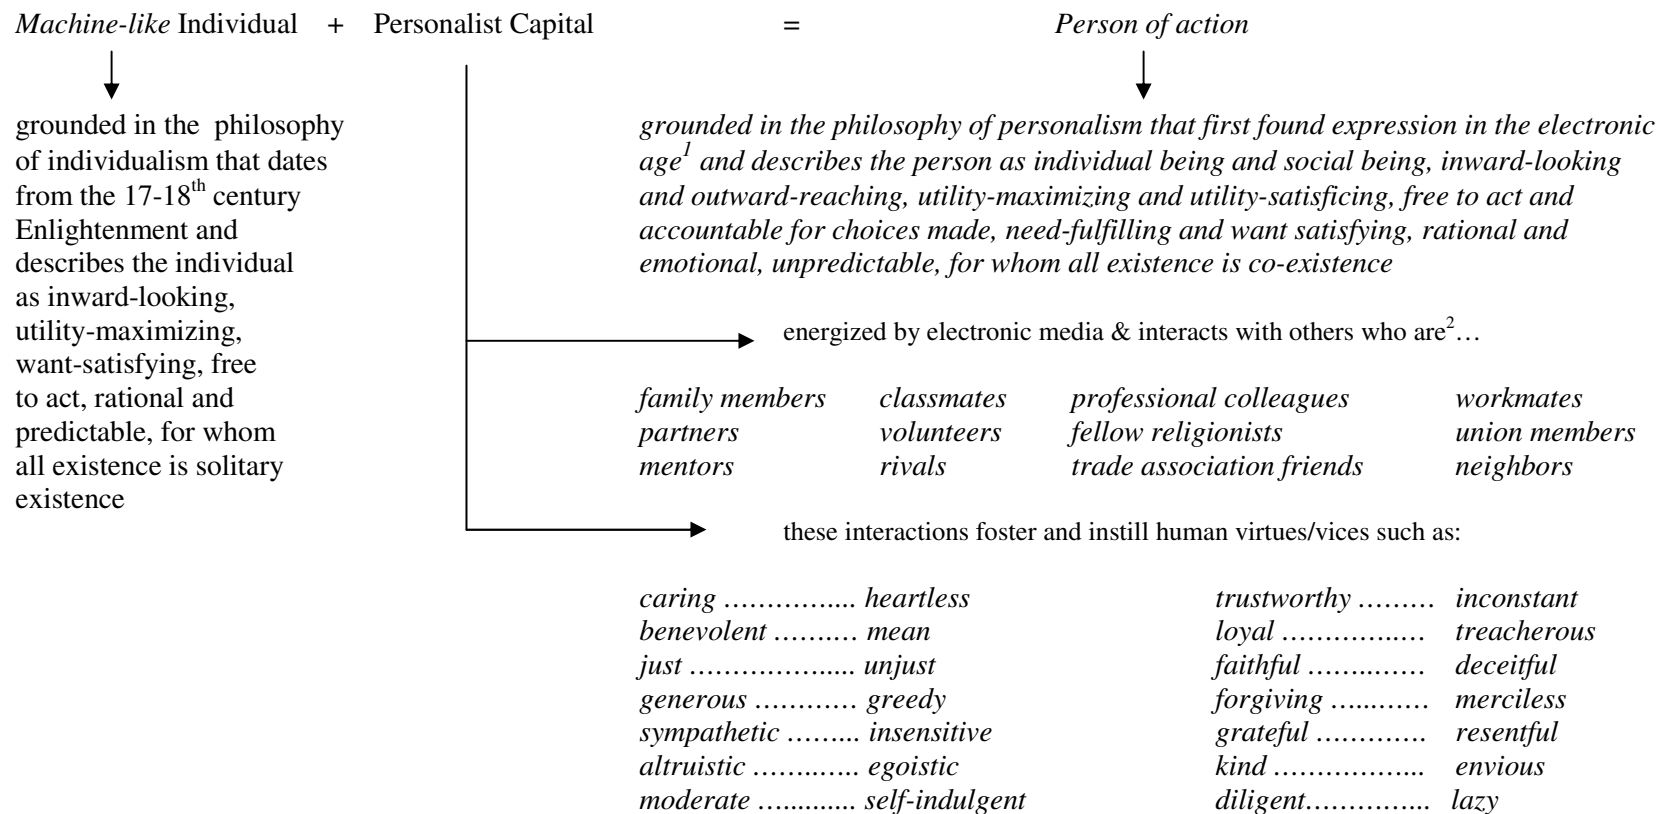 Machine-like Individual + Personalist Capital = Person of action
grounded in the philosophy
of individualism that dates
from the 17-18th century
Enlightenment and
describes the individual
as inward-looking,
utility-maximizing,
want-satisfying, free
to act, rational and
predictable, for whom
all existence is solitary
existence
grounded in the philosophy of personalism that first found expression in the electronic
age1 and describes the person as individual being and social being, inward-looking
and outward-reaching, utility-maximizing and utility-satisficing, free to act and
accountable for choices made, need-fulfilling and want satisfying, rational and
emotional, unpredictable, for whom all existence is co-existence
energized by electronic media & interacts with others who are2…
family members classmates professional colleagues workmates
partners volunteers fellow religionists union members
mentors rivals trade association friends neighbors
these interactions foster and instill human virtues/vices such as:
caring ………….... heartless trustworthy ……… inconstant
benevolent …….… mean loyal ………….…. treacherous
just ……………..... unjust faithful ……..…… deceitful
generous ………… greedy forgiving …...…… merciless
sympathetic ……... insensitive grateful …………. resentful
altruistic ……..….. egoistic kind ……………... envious
moderate ….......... self-indulgent diligent…………... lazy